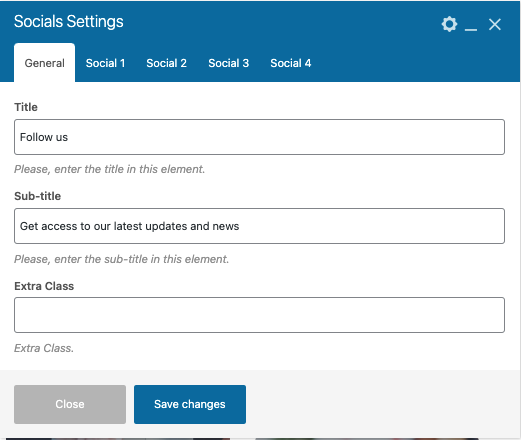 Socials Settings
General Social 1 Social 2 Social 3 Social 4
Title
Follow us
Please, enter the title in this element.
Sub-title
Get access to our latest updates and news
Please, enter the sub-title in this element.
Extra Class
Extra Class.
Close Save changes